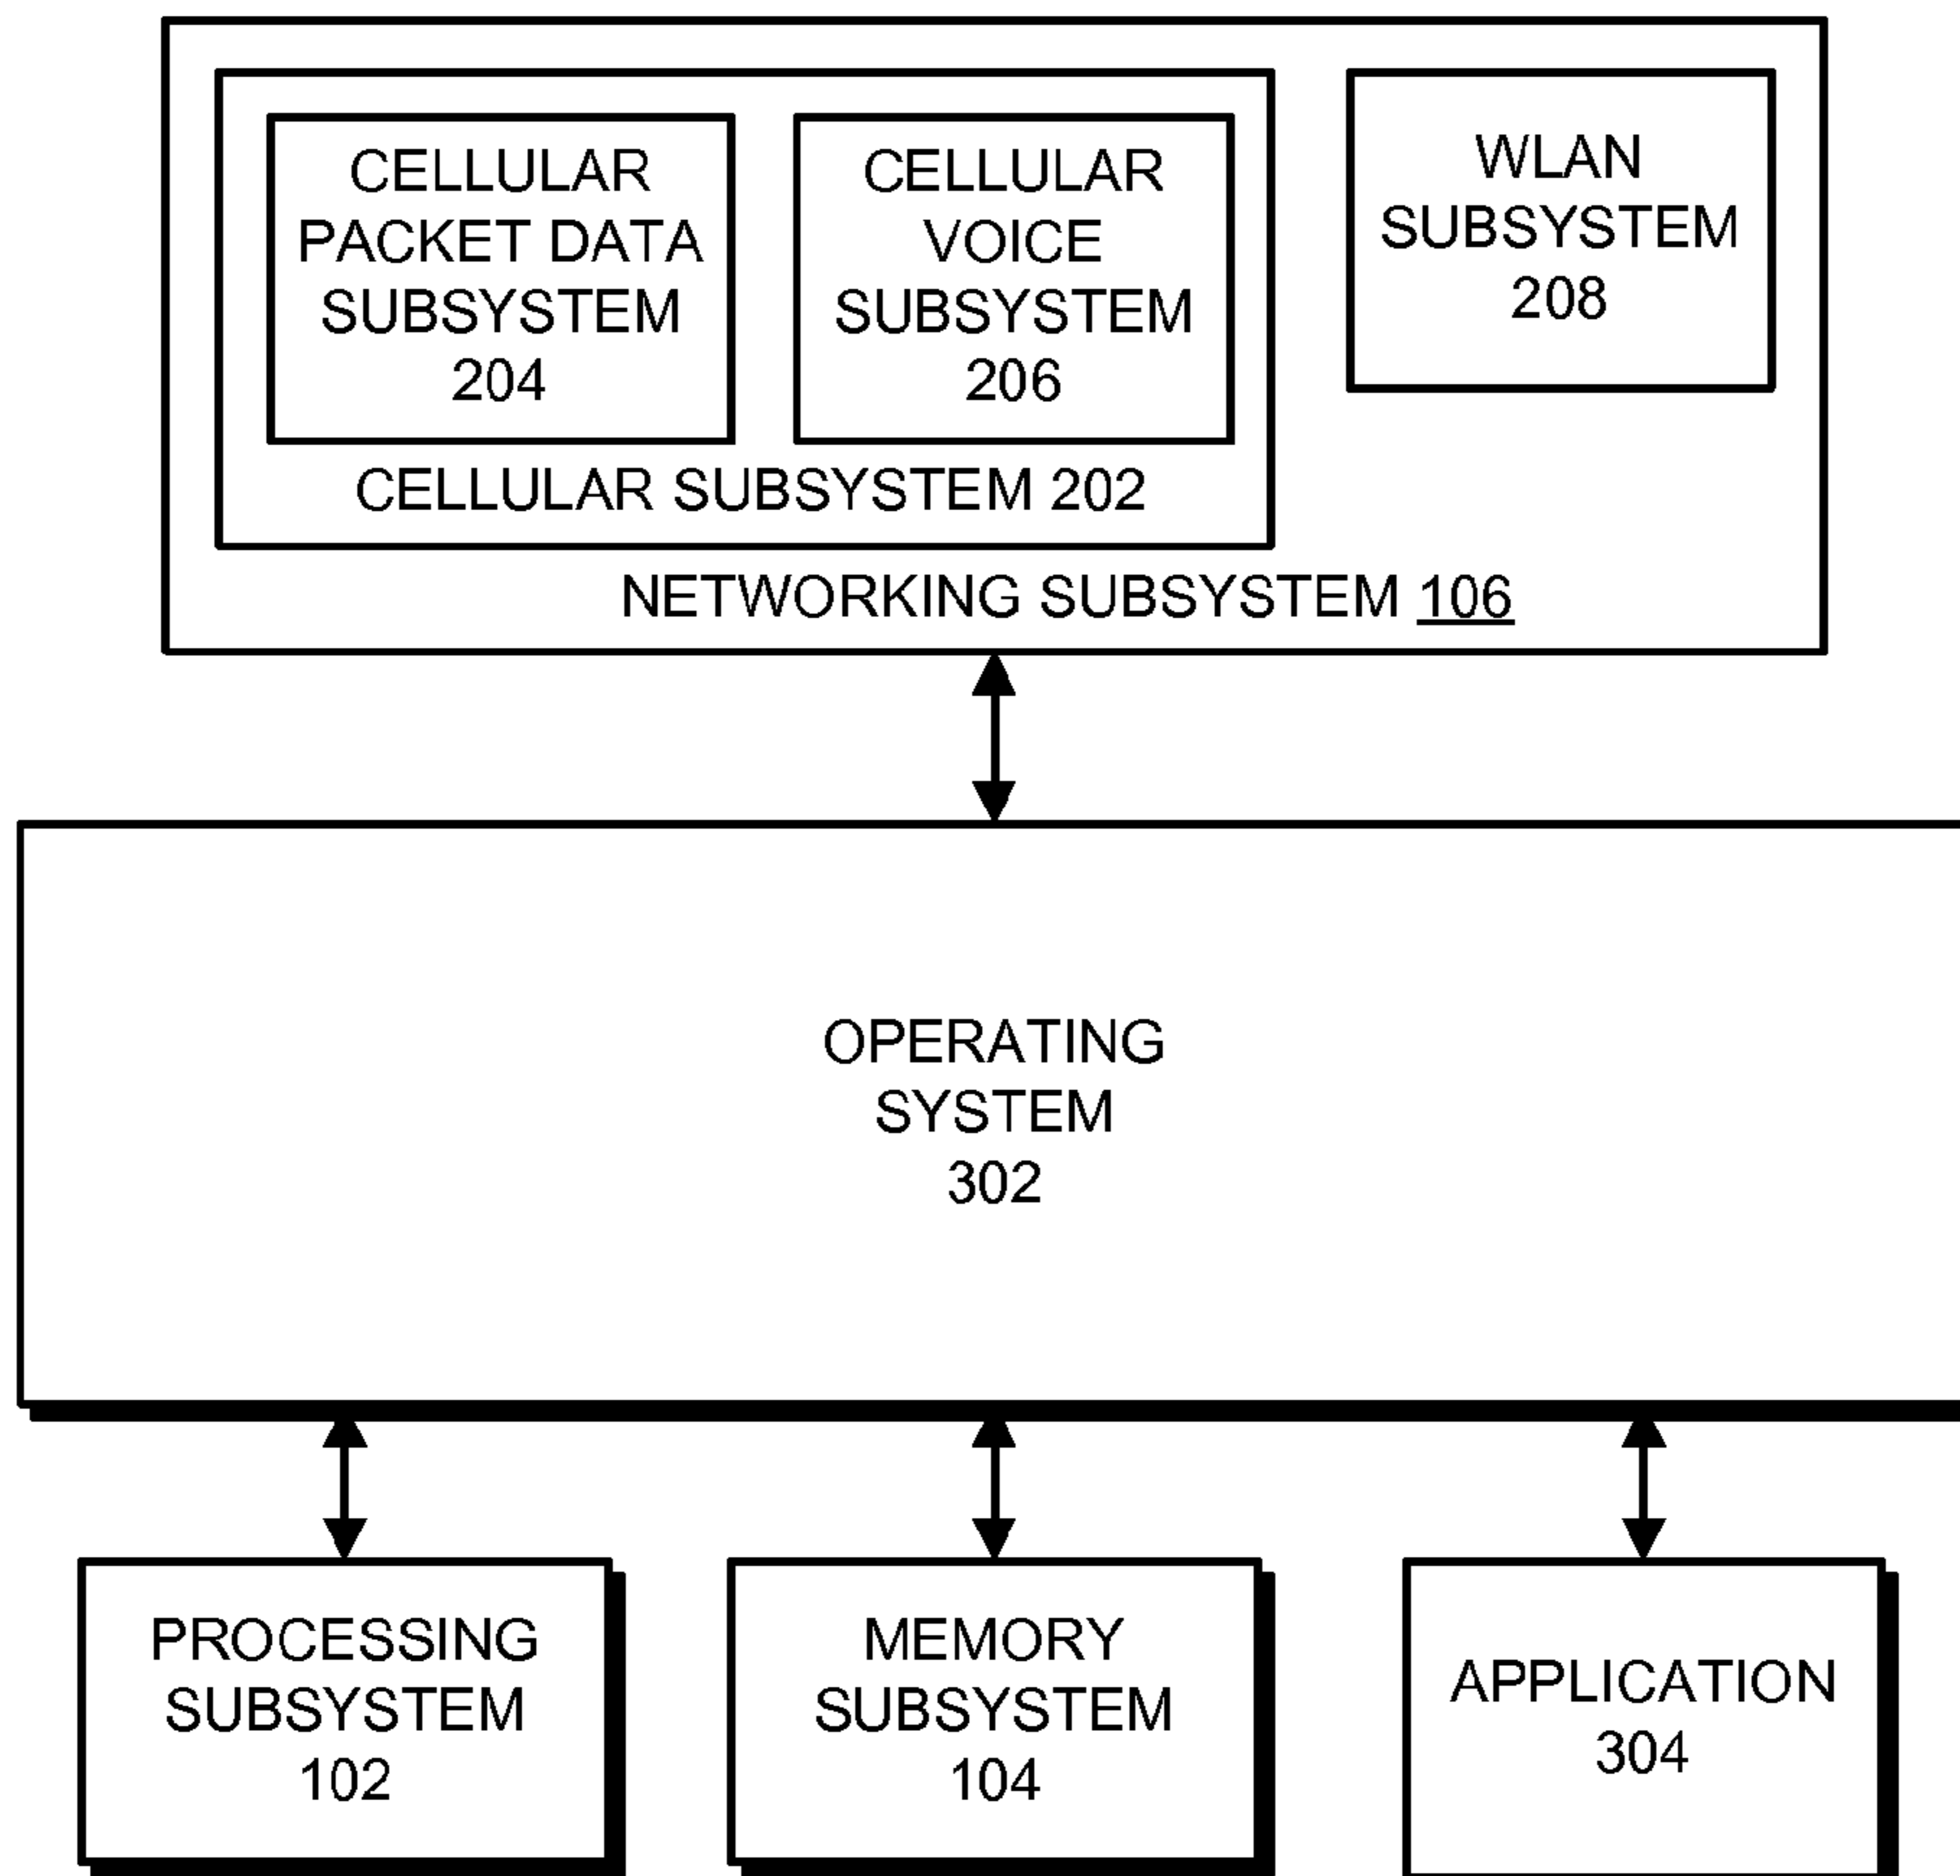 CELLULAR
PACKET DATA
SUBSYSTEM
204
CELLULAR
VOICE
SUBSYSTEM
206
WLAN
SUBSYSTEM
208
CELLULAR SUBSYSTEM 202
NETWORKING SUBSYSTEM 106
OPERATING
SYSTEM
302
PROCESSING
SUBSYSTEM
102
MEMORY
SUBSYSTEM
104
APPLICATION
304